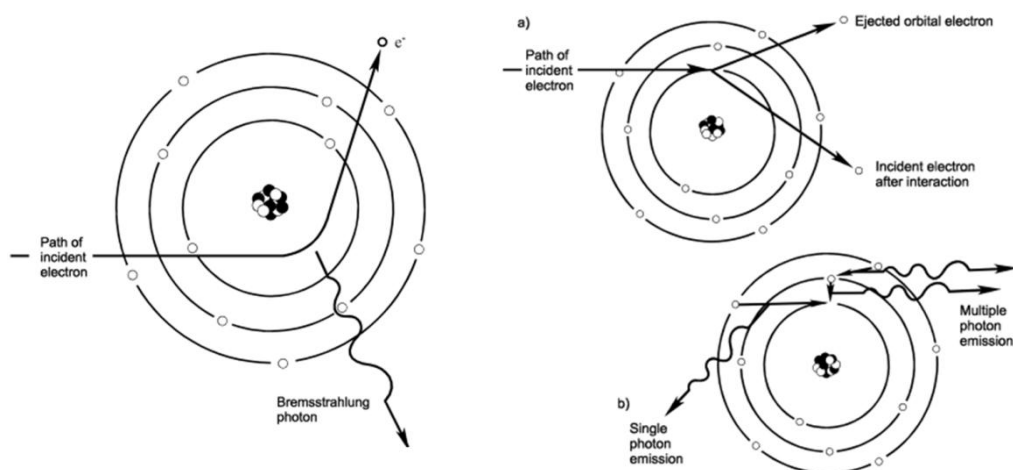 e-
Path of
incident
electron
Bremsstrahlung
photon
a)
Path of
incident
electron
Ejected orbital electron
Incident electron
after interaction
b)
Multiple
photon
emission
Single
photon
emission